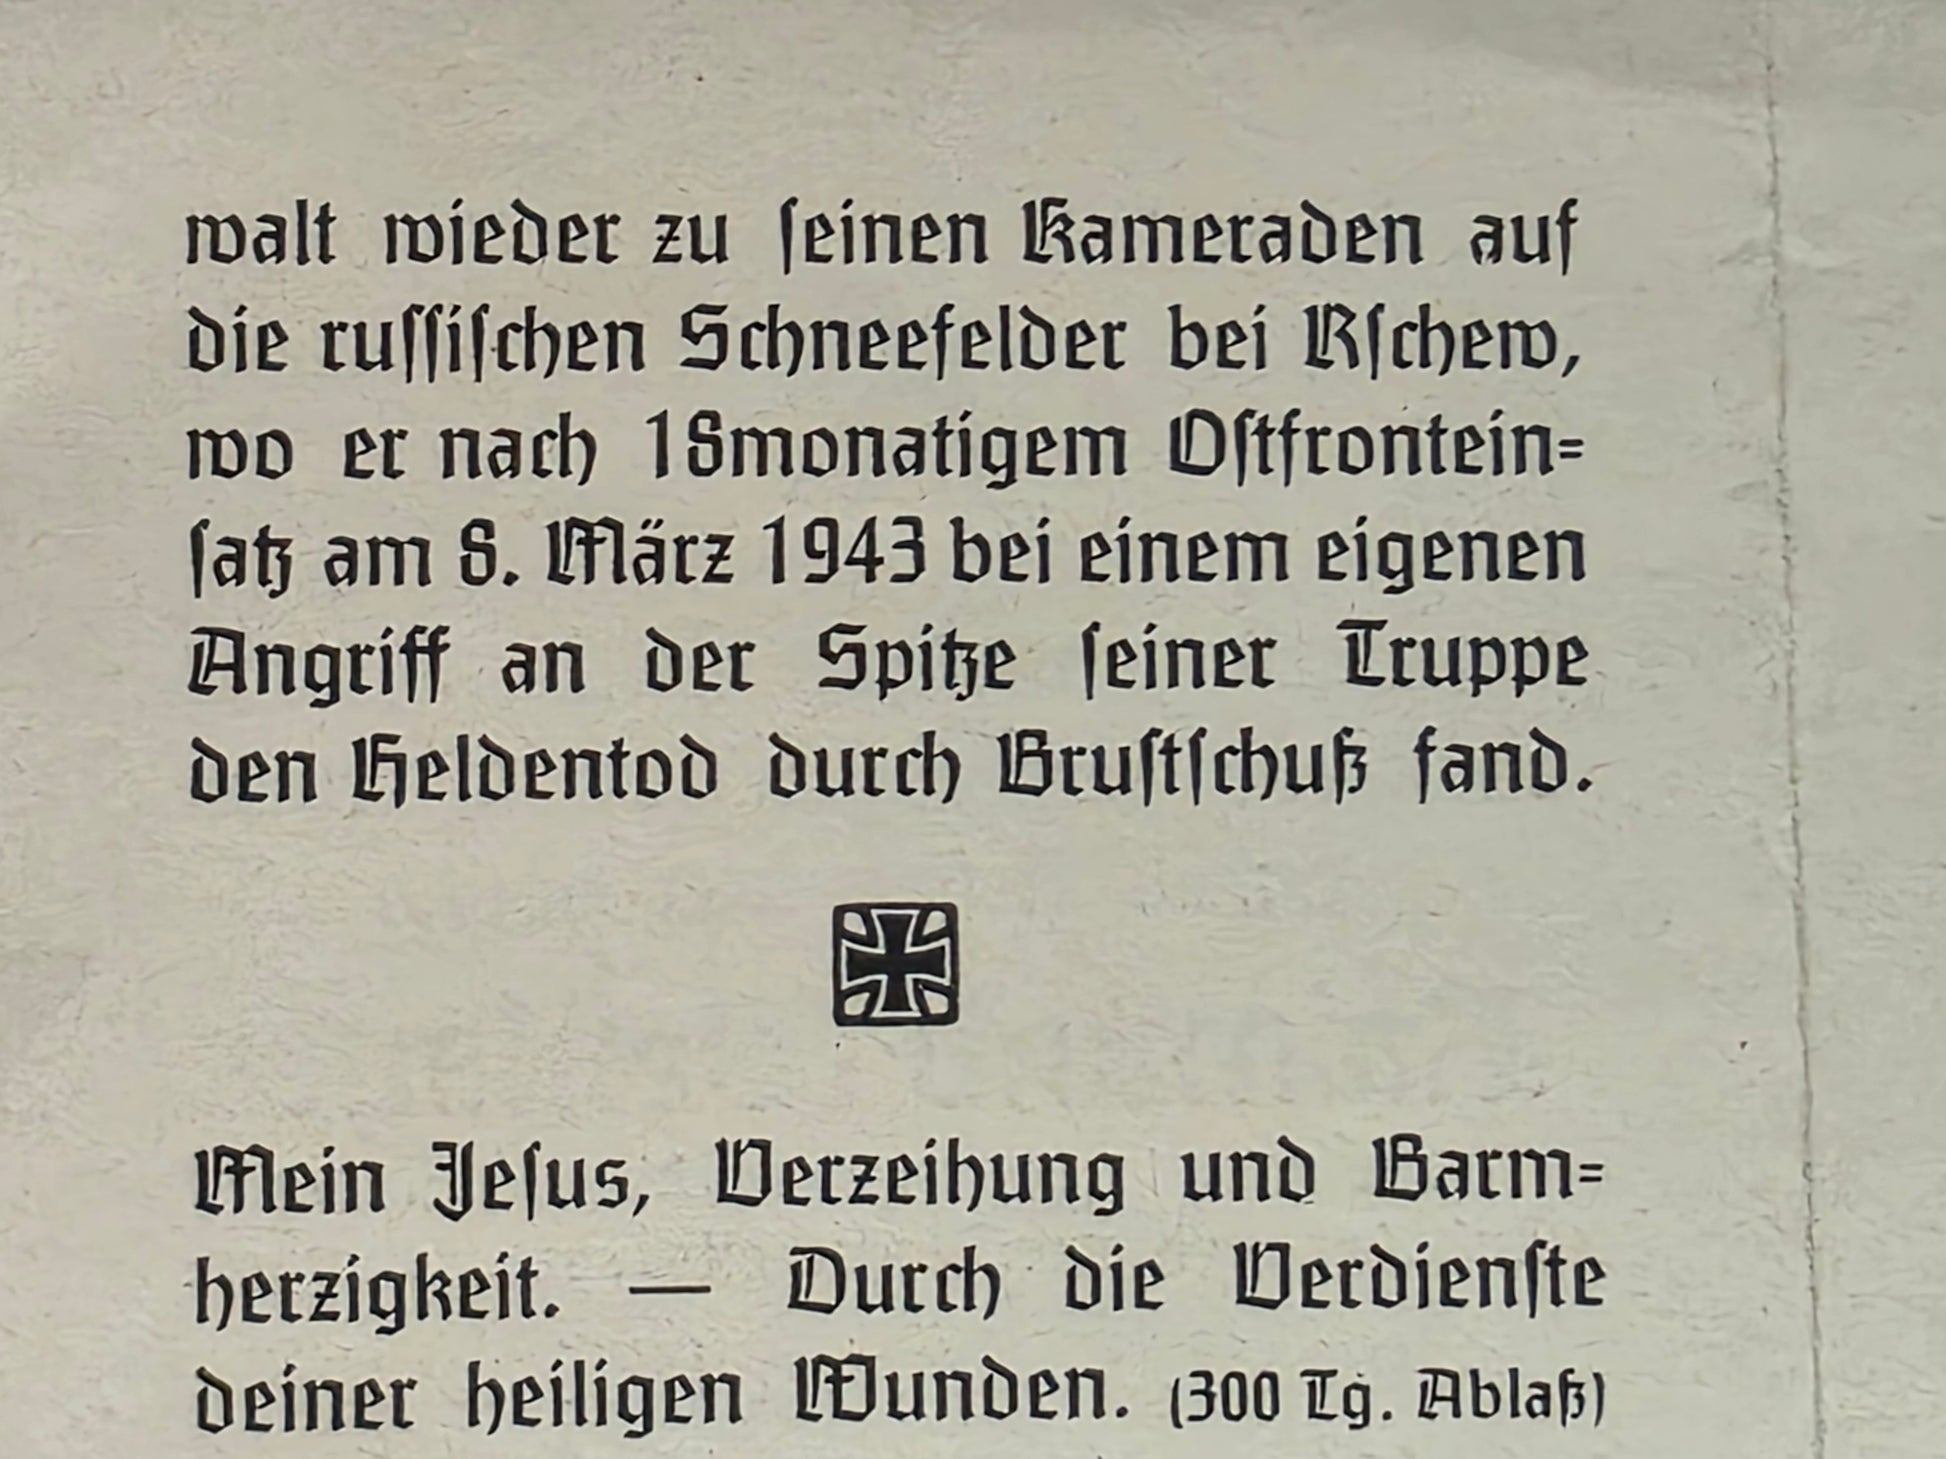 walt wieder zu ſeinen Kameraden auf
die ruſſiſchen Schneefelder bei Rſchew,
wo er nach 18monatigem Oſtfrontein=
ſatz am 8. März 1943 bei einem eigenen
Angriff an der Spitze ſeiner Truppe
den Heldentod durch Bruſtſchuß fand.
Mein Jeſus, Verzeihung und Barm=
herzigkeit. — Durch die Verdienſte
deiner heiligen Wunden. (300 Tg. Ablaß)